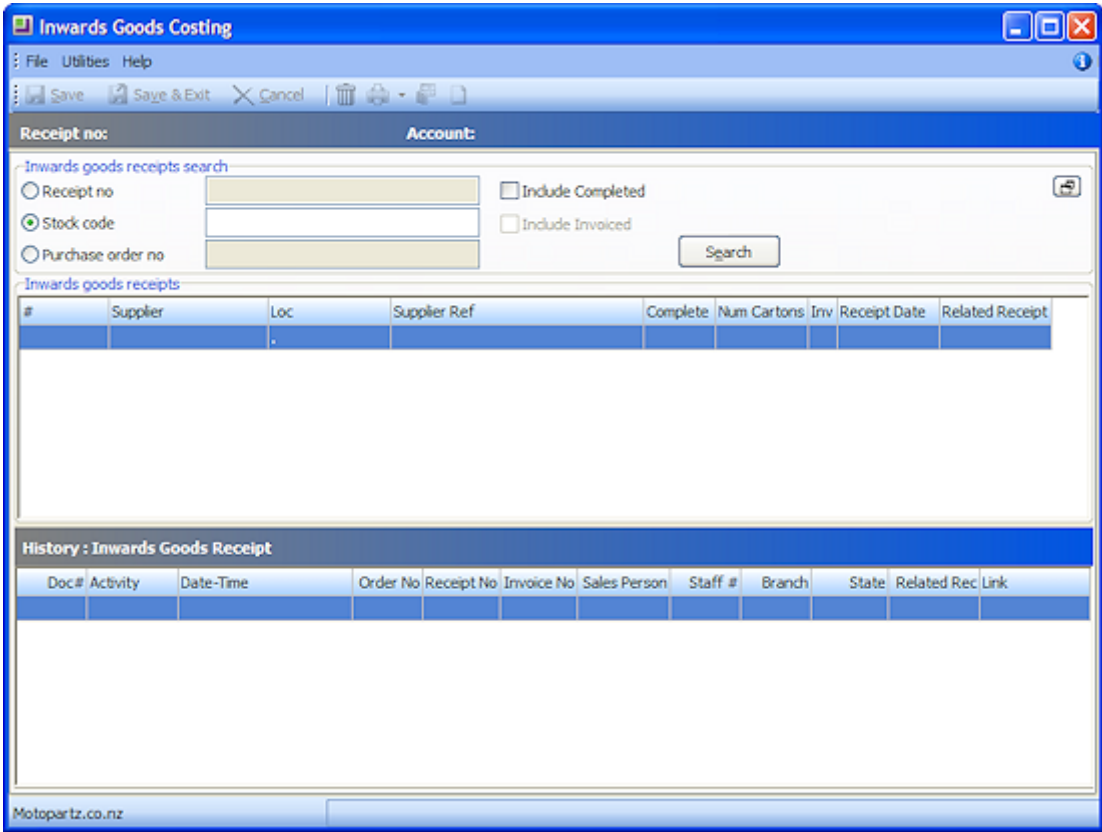 Inwards Goods Costing
File Utilities Help
Save Save & Exit Cancel
Receipt no: Account:
Inwards goods receipts search
Receipt no Include Completed
Stock code Include Invoiced
Purchase order no Search
Inwards goods receipts
# Supplier Loc Supplier Ref Complete Num Cartons Inv Receipt Date Related Receipt
.
History : Inwards Goods Receipt
Doc# Activity Date-Time Order No Receipt No Invoice No Sales Person Staff # Branch State Related Rec Link
Motopartz.co.nz